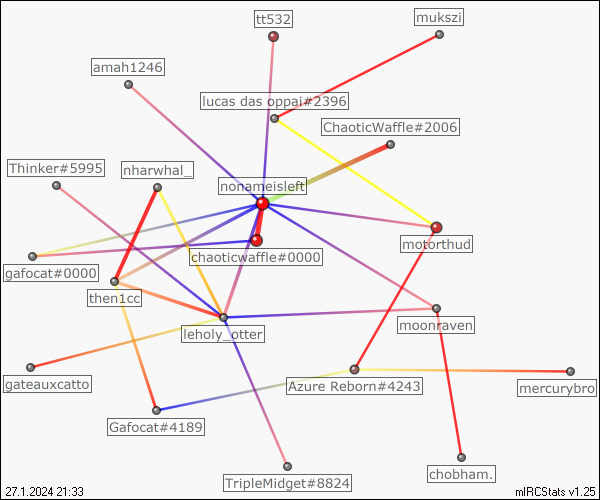 tt532
mukszi
amah1246
lucas das oppai#2396
ChaoticWaffle#2006
Thinker#5995
nharwhal_
nonameisleft
motorthud
chaoticwaffle#0000
gafocat#0000
then1cc
leholy_otter
moonraven
gateauxcatto
Azure Reborn#4243
mercurybro
Gafocat#4189
chobham.
TripleMidget#8824
27.1.2024 21:33
mIRCStats v1.25